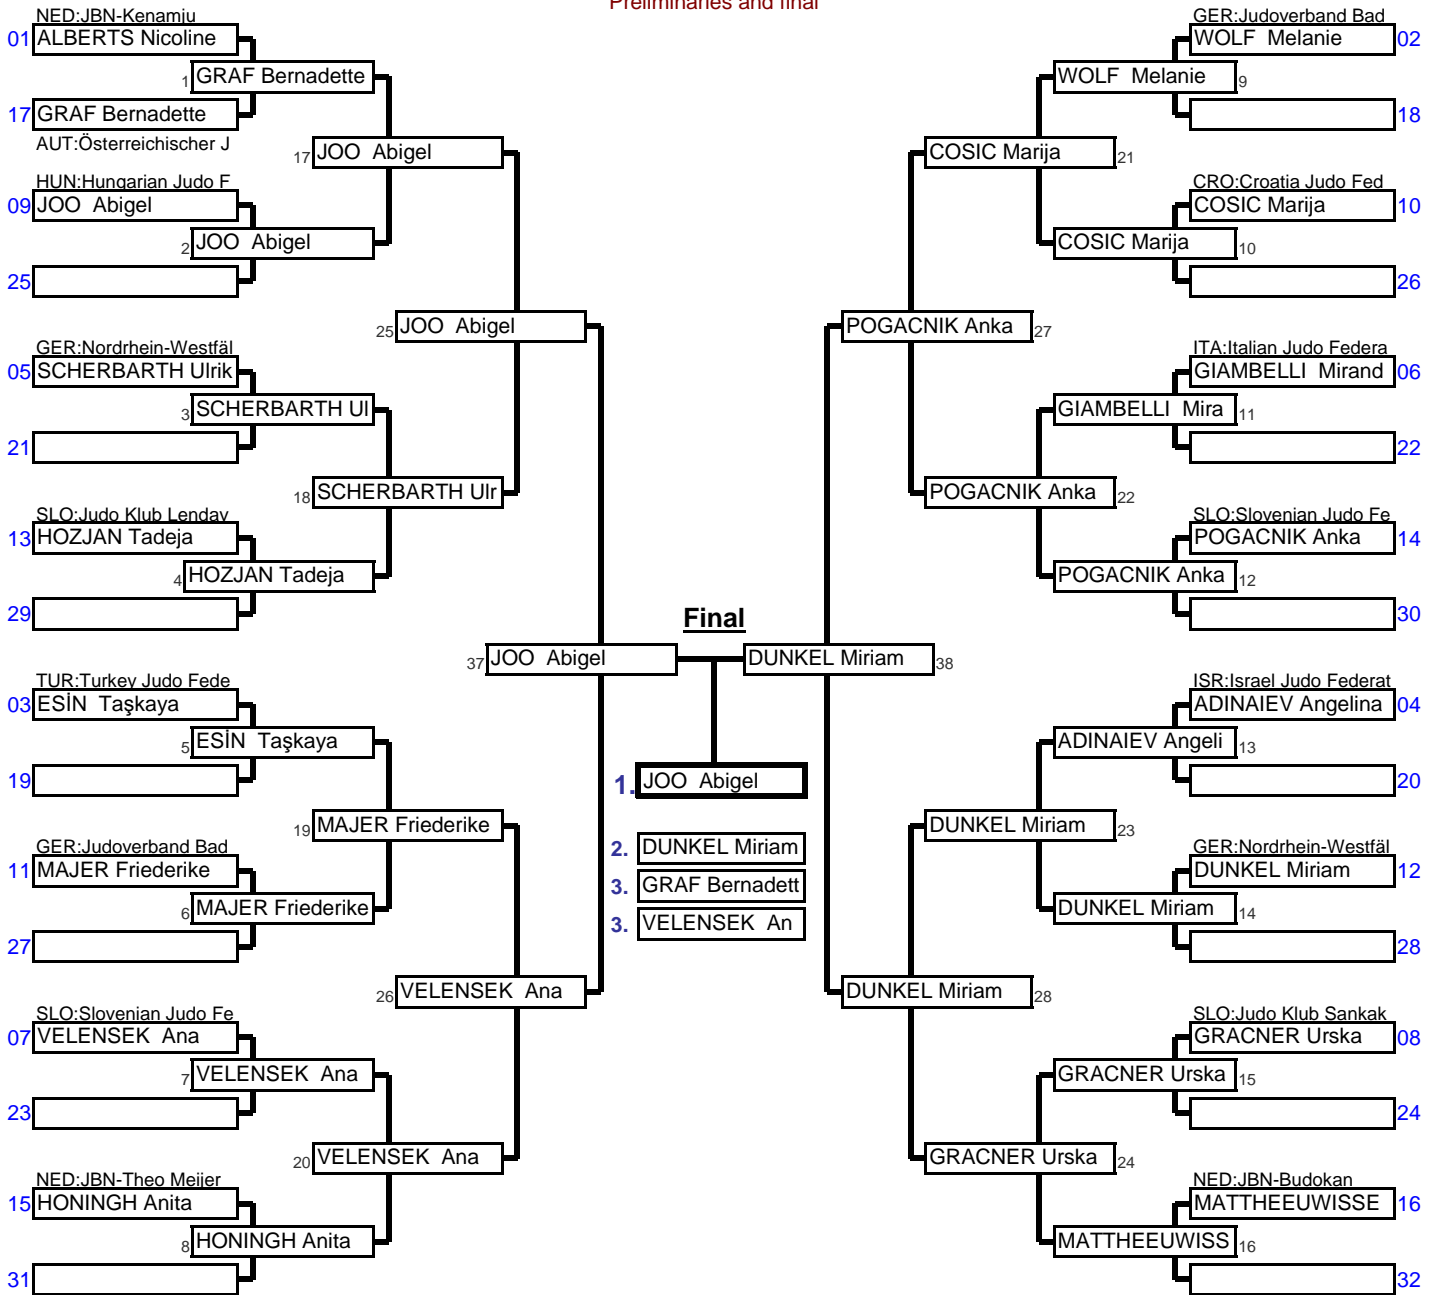 Preliminaries and final
NED:JBN-Kenamju
01 ALBERTS Nicoline
1 GRAF Bernadette
17 GRAF Bernadette
AUT:Österreichischer J
17 JOO Abigel
HUN:Hungarian Judo F
09 JOO Abigel
2 JOO Abigel
25
25 JOO Abigel
GER:Nordrhein-Westfäl
05 SCHERBARTH Ulrik
3 SCHERBARTH Ul
21
18 SCHERBARTH Ulr
SLO:Judo Klub Lendav
13 HOZJAN Tadeja
4 HOZJAN Tadeja
29
37 JOO Abigel
TUR:Turkey Judo Fede
03 ESİN Taşkaya
5 ESİN Taşkaya
19
19 MAJER Friederike
GER:Judoverband Bad
11 MAJER Friederike
6 MAJER Friederike
27
26 VELENSEK Ana
SLO:Slovenian Judo Fe
07 VELENSEK Ana
7 VELENSEK Ana
23
20 VELENSEK Ana
NED:JBN-Theo Meijer
15 HONINGH Anita
8 HONINGH Anita
31
Final
1. JOO Abigel
2. DUNKEL Miriam
3. GRAF Bernadett
3. VELENSEK An
GER:Judoverband Bad
WOLF Melanie 02
WOLF Melanie 9
18
COSIC Marija 21
CRO:Croatia Judo Fed
COSIC Marija 10
COSIC Marija 10
26
POGACNIK Anka 27
ITA:Italian Judo Federa
GIAMBELLI Mirand 06
GIAMBELLI Mira 11
22
POGACNIK Anka 22
SLO:Slovenian Judo Fe
POGACNIK Anka 14
POGACNIK Anka 12
30
DUNKEL Miriam 38
ISR:Israel Judo Federat
ADINAIEV Angelina 04
ADINAIEV Angeli 13
20
DUNKEL Miriam 23
GER:Nordrhein-Westfäl
DUNKEL Miriam 12
DUNKEL Miriam 14
28
DUNKEL Miriam 28
SLO:Judo Klub Sankak
GRACNER Urska 08
GRACNER Urska 15
24
GRACNER Urska 24
NED:JBN-Budokan
MATTHEEUWISSE 16
MATTHEEUWISS 16
32